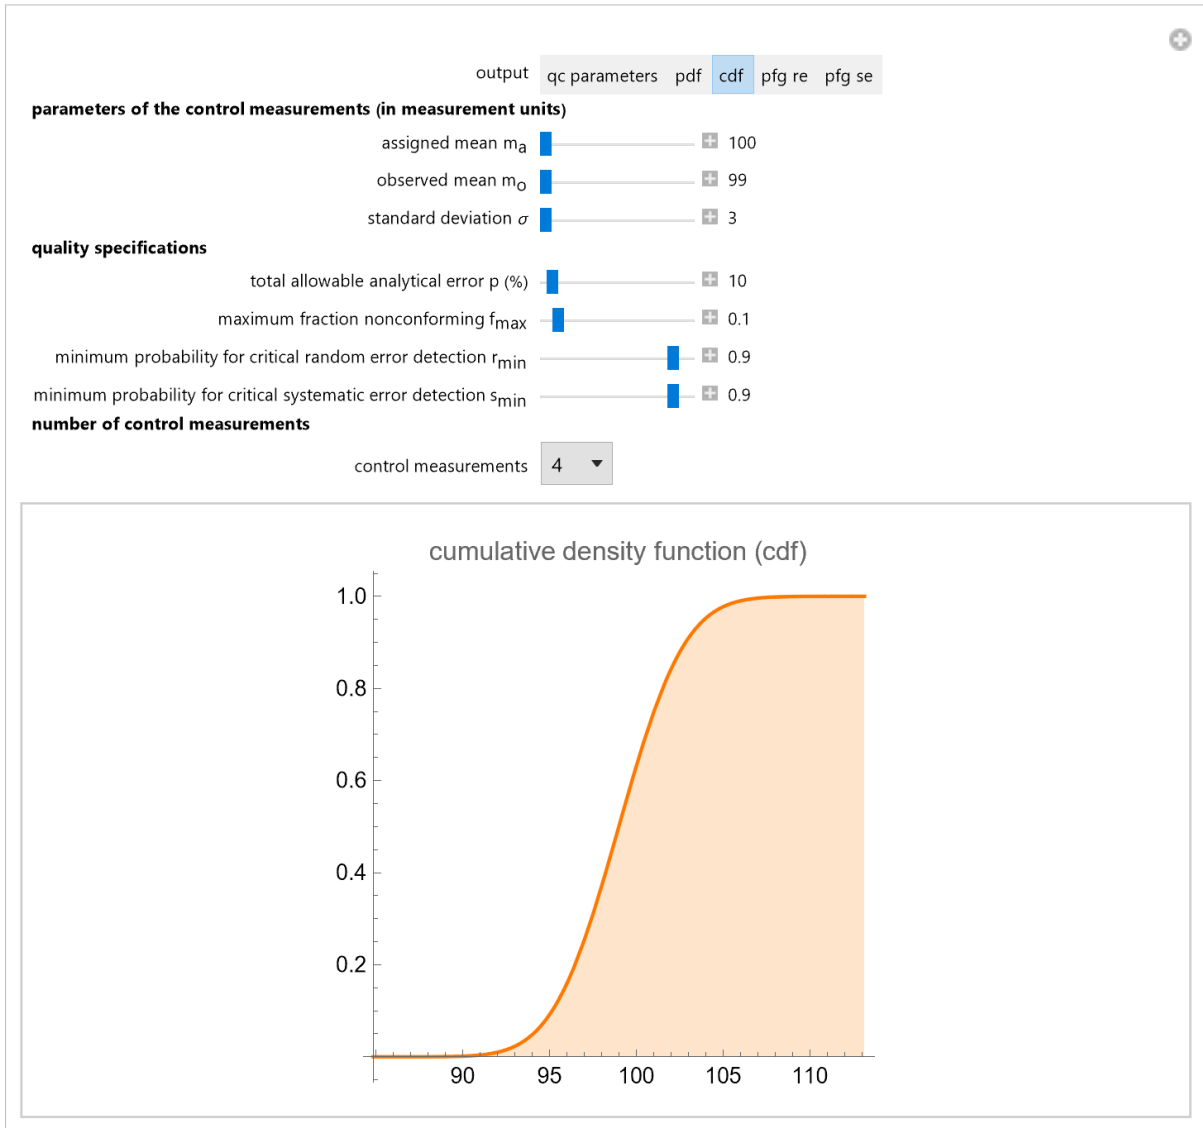 output qc parameters pdf cdf pfg re pfg se
parameters of the control measurements (in measurement units)
assigned mean ma 100
observed mean mo 99
standard deviation σ 3
quality specifications
total allowable analytical error p (%) 10
maximum fraction nonconforming fmax 0.1
minimum probability for critical random error detection rmin 0.9
minimum probability for critical systematic error detection smin 0.9
number of control measurements
control measurements 4
cumulative density function (cdf)
1.0
0.8
0.6
0.4
0.2
90 95 100 105 110